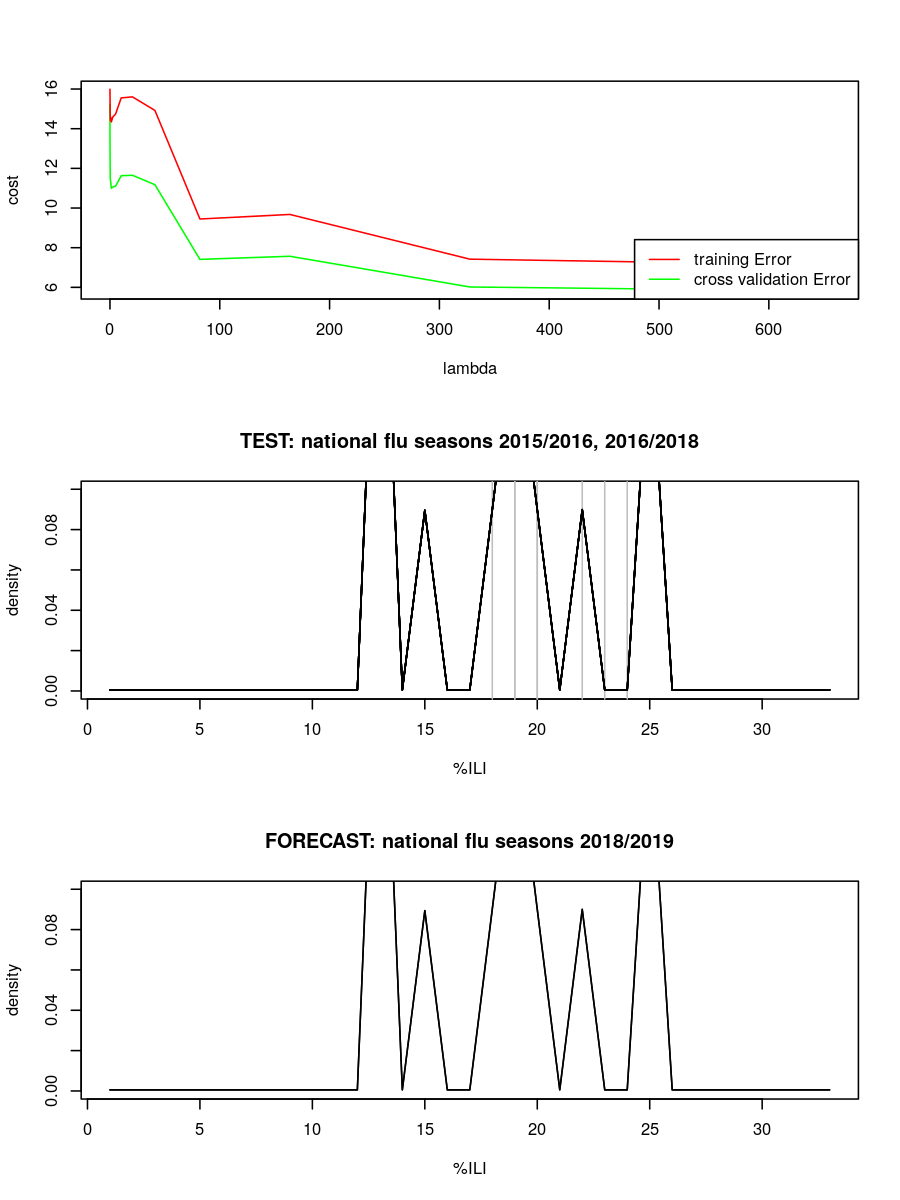 16
14
12
10
8
6
cost
training Error
cross validation Error
0 100 200 300 400 500 600
lambda
TEST: national flu seasons 2015/2016, 2016/2018
0.08
0.04
0.00
density
0 5 10 15 20 25 30
%ILI
FORECAST: national flu seasons 2018/2019
0.08
0.04
0.00
density
0 5 10 15 20 25 30
%ILI